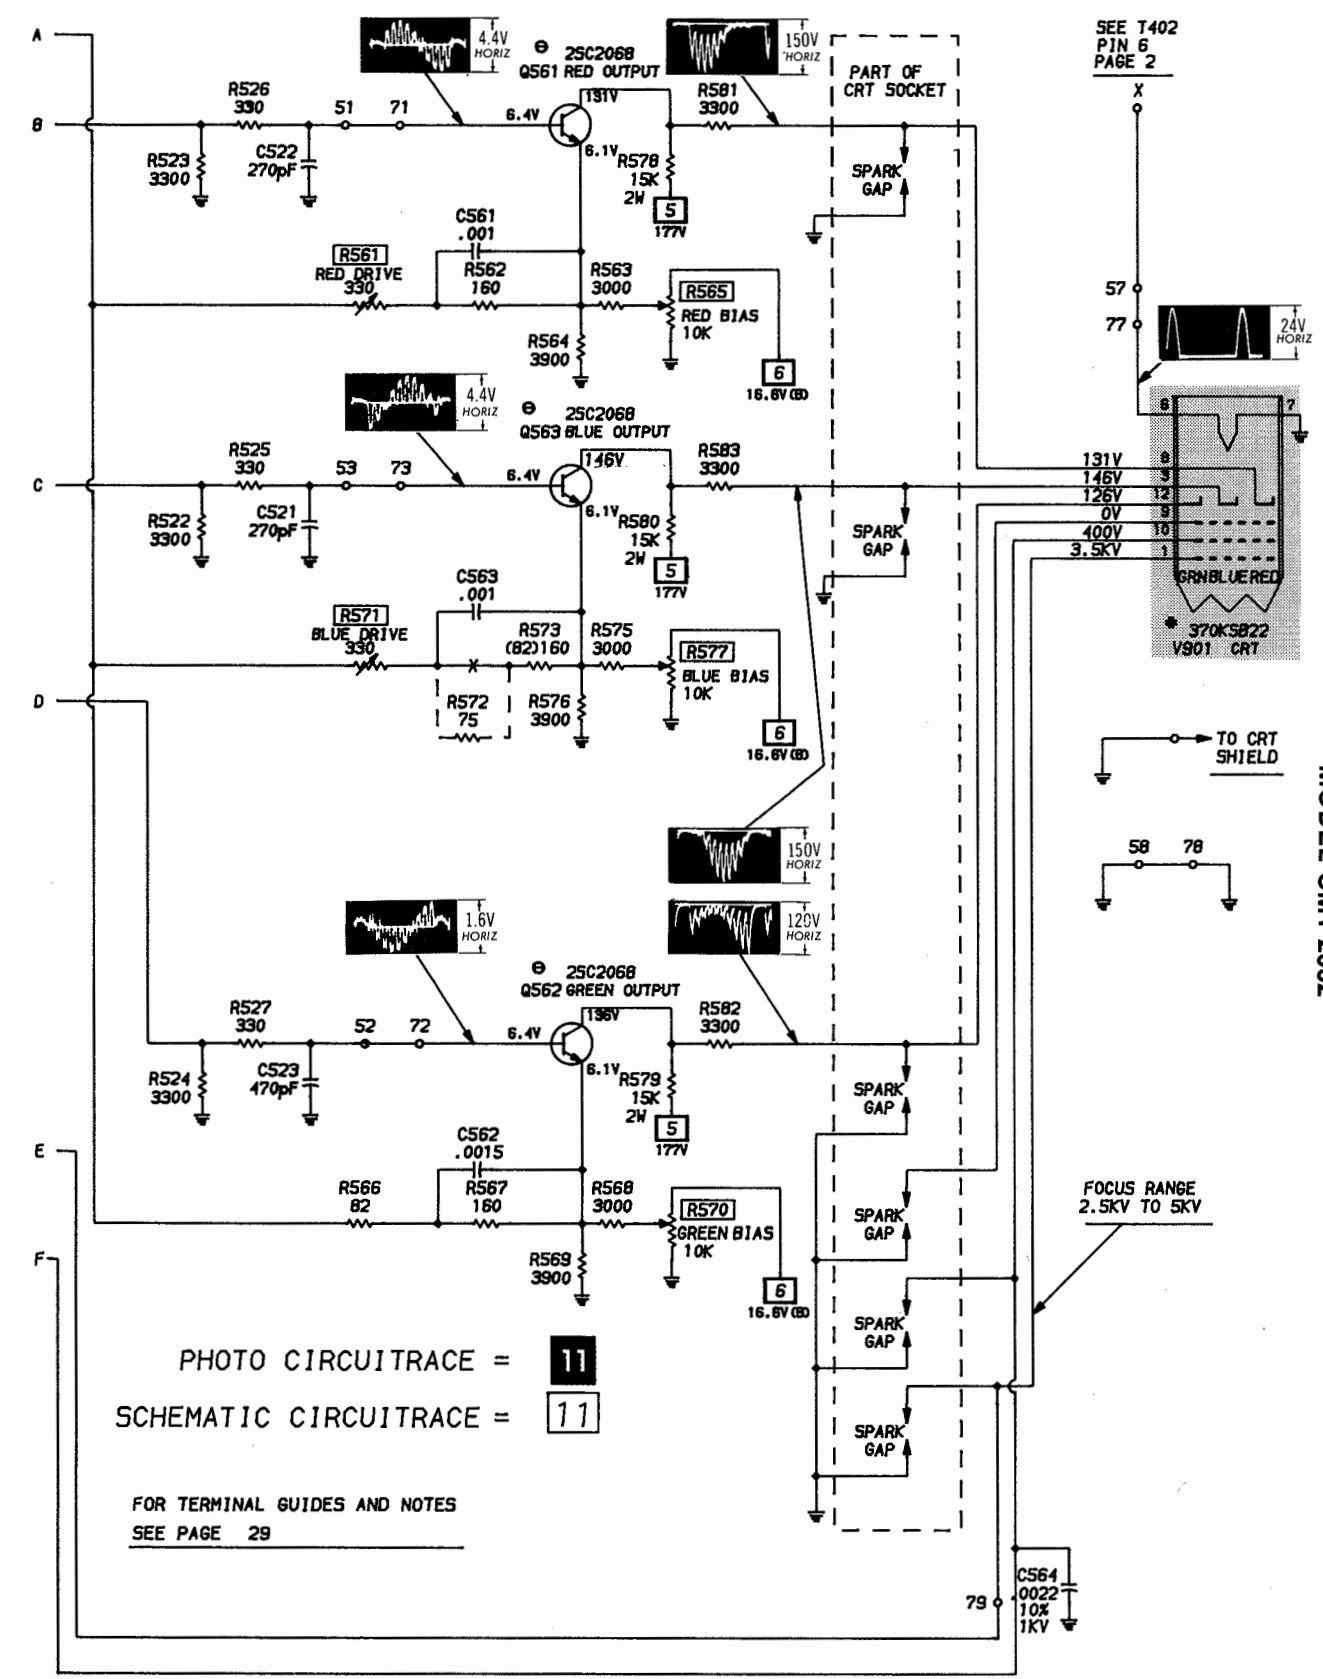 A
4.4V
HORIZ
2SC2068
Q561 RED OUTPUT
131V
150V
HORIZ
PART OF
CRT SOCKET
SEE T402
PIN 6
PAGE 2
X
R526
330
51
71
6.4V
R581
3300
B
R523
3300
C522
270pF
6.1V
R578
15K
2W
5
177V
SPARK
GAP
C561
.001
R561
RED DRIVE
330
R562
160
R563
3000
R565
RED BIAS
10K
57
77
24V
HORIZ
R564
3900
6
16.6V(B)
4.4V
HORIZ
2SC2068
Q563 BLUE OUTPUT
146V
6
7
R525
330
53
73
6.4V
R583
3300
131V
8
146V
3
126V
12
0V
9
400V
10
3.5KV
1
C
R522
3300
C521
270pF
6.1V
R580
15K
2W
5
177V
SPARK
GAP
GRN BLUE RED
370KSB22
V901 CRT
C563
.001
R571
BLUE DRIVE
330
X
R573
(82)160
R575
3000
R577
BLUE BIAS
10K
D
R572
75
R576
3900
6
16.6V(B)
TO CRT
SHIELD
150V
HORIZ
58
78
1.6V
HORIZ
120V
HORIZ
2SC2068
Q562 GREEN OUTPUT
136V
R527
330
52
72
6.4V
R582
3300
R524
3300
C523
470pF
6.1V
R579
15K
2W
5
177V
SPARK
GAP
E
C562
.0015
R566
82
R567
160
R568
3000
R570
GREEN BIAS
10K
SPARK
GAP
FOCUS RANGE
2.5KV TO 5KV
F
R569
3900
6
16.6V(B)
SPARK
GAP
PHOTO CIRCUITRACE = 11
SCHEMATIC CIRCUITRACE = 11
SPARK
GAP
FOR TERMINAL GUIDES AND NOTES
SEE PAGE 29
79
C564
.0022
10%
1KV